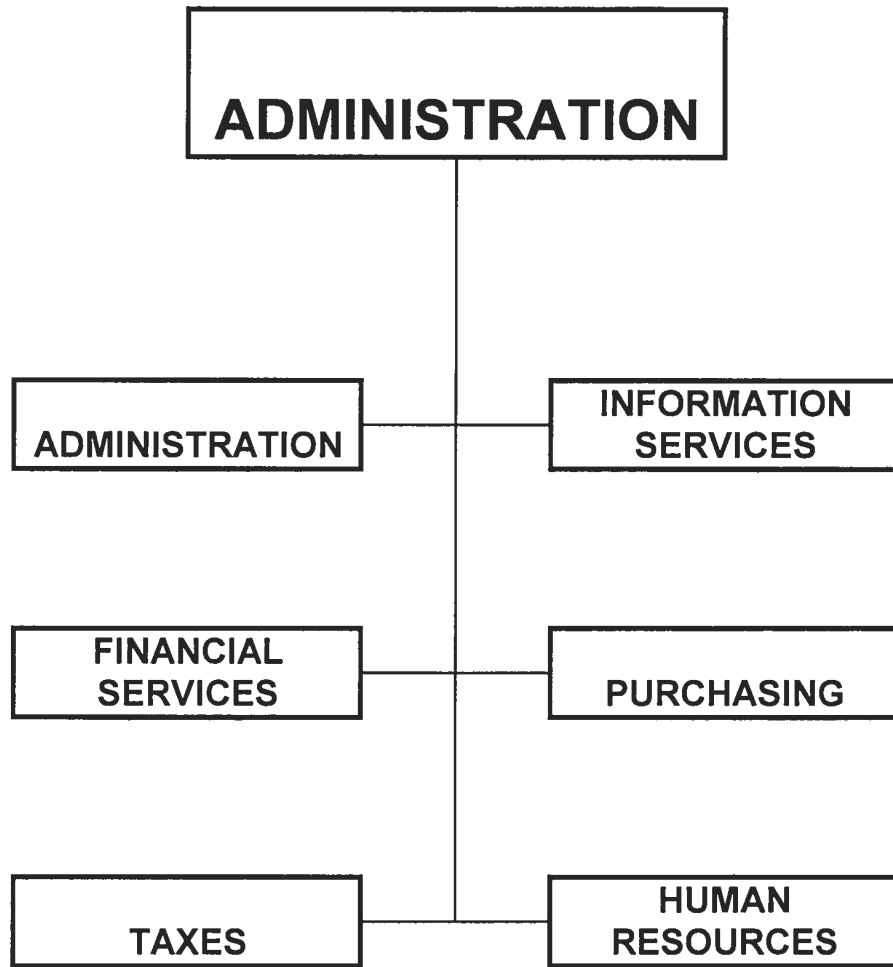 ADMINISTRATION
ADMINISTRATION
INFORMATION
SERVICES
FINANCIAL
SERVICES
PURCHASING
TAXES
HUMAN
RESOURCES